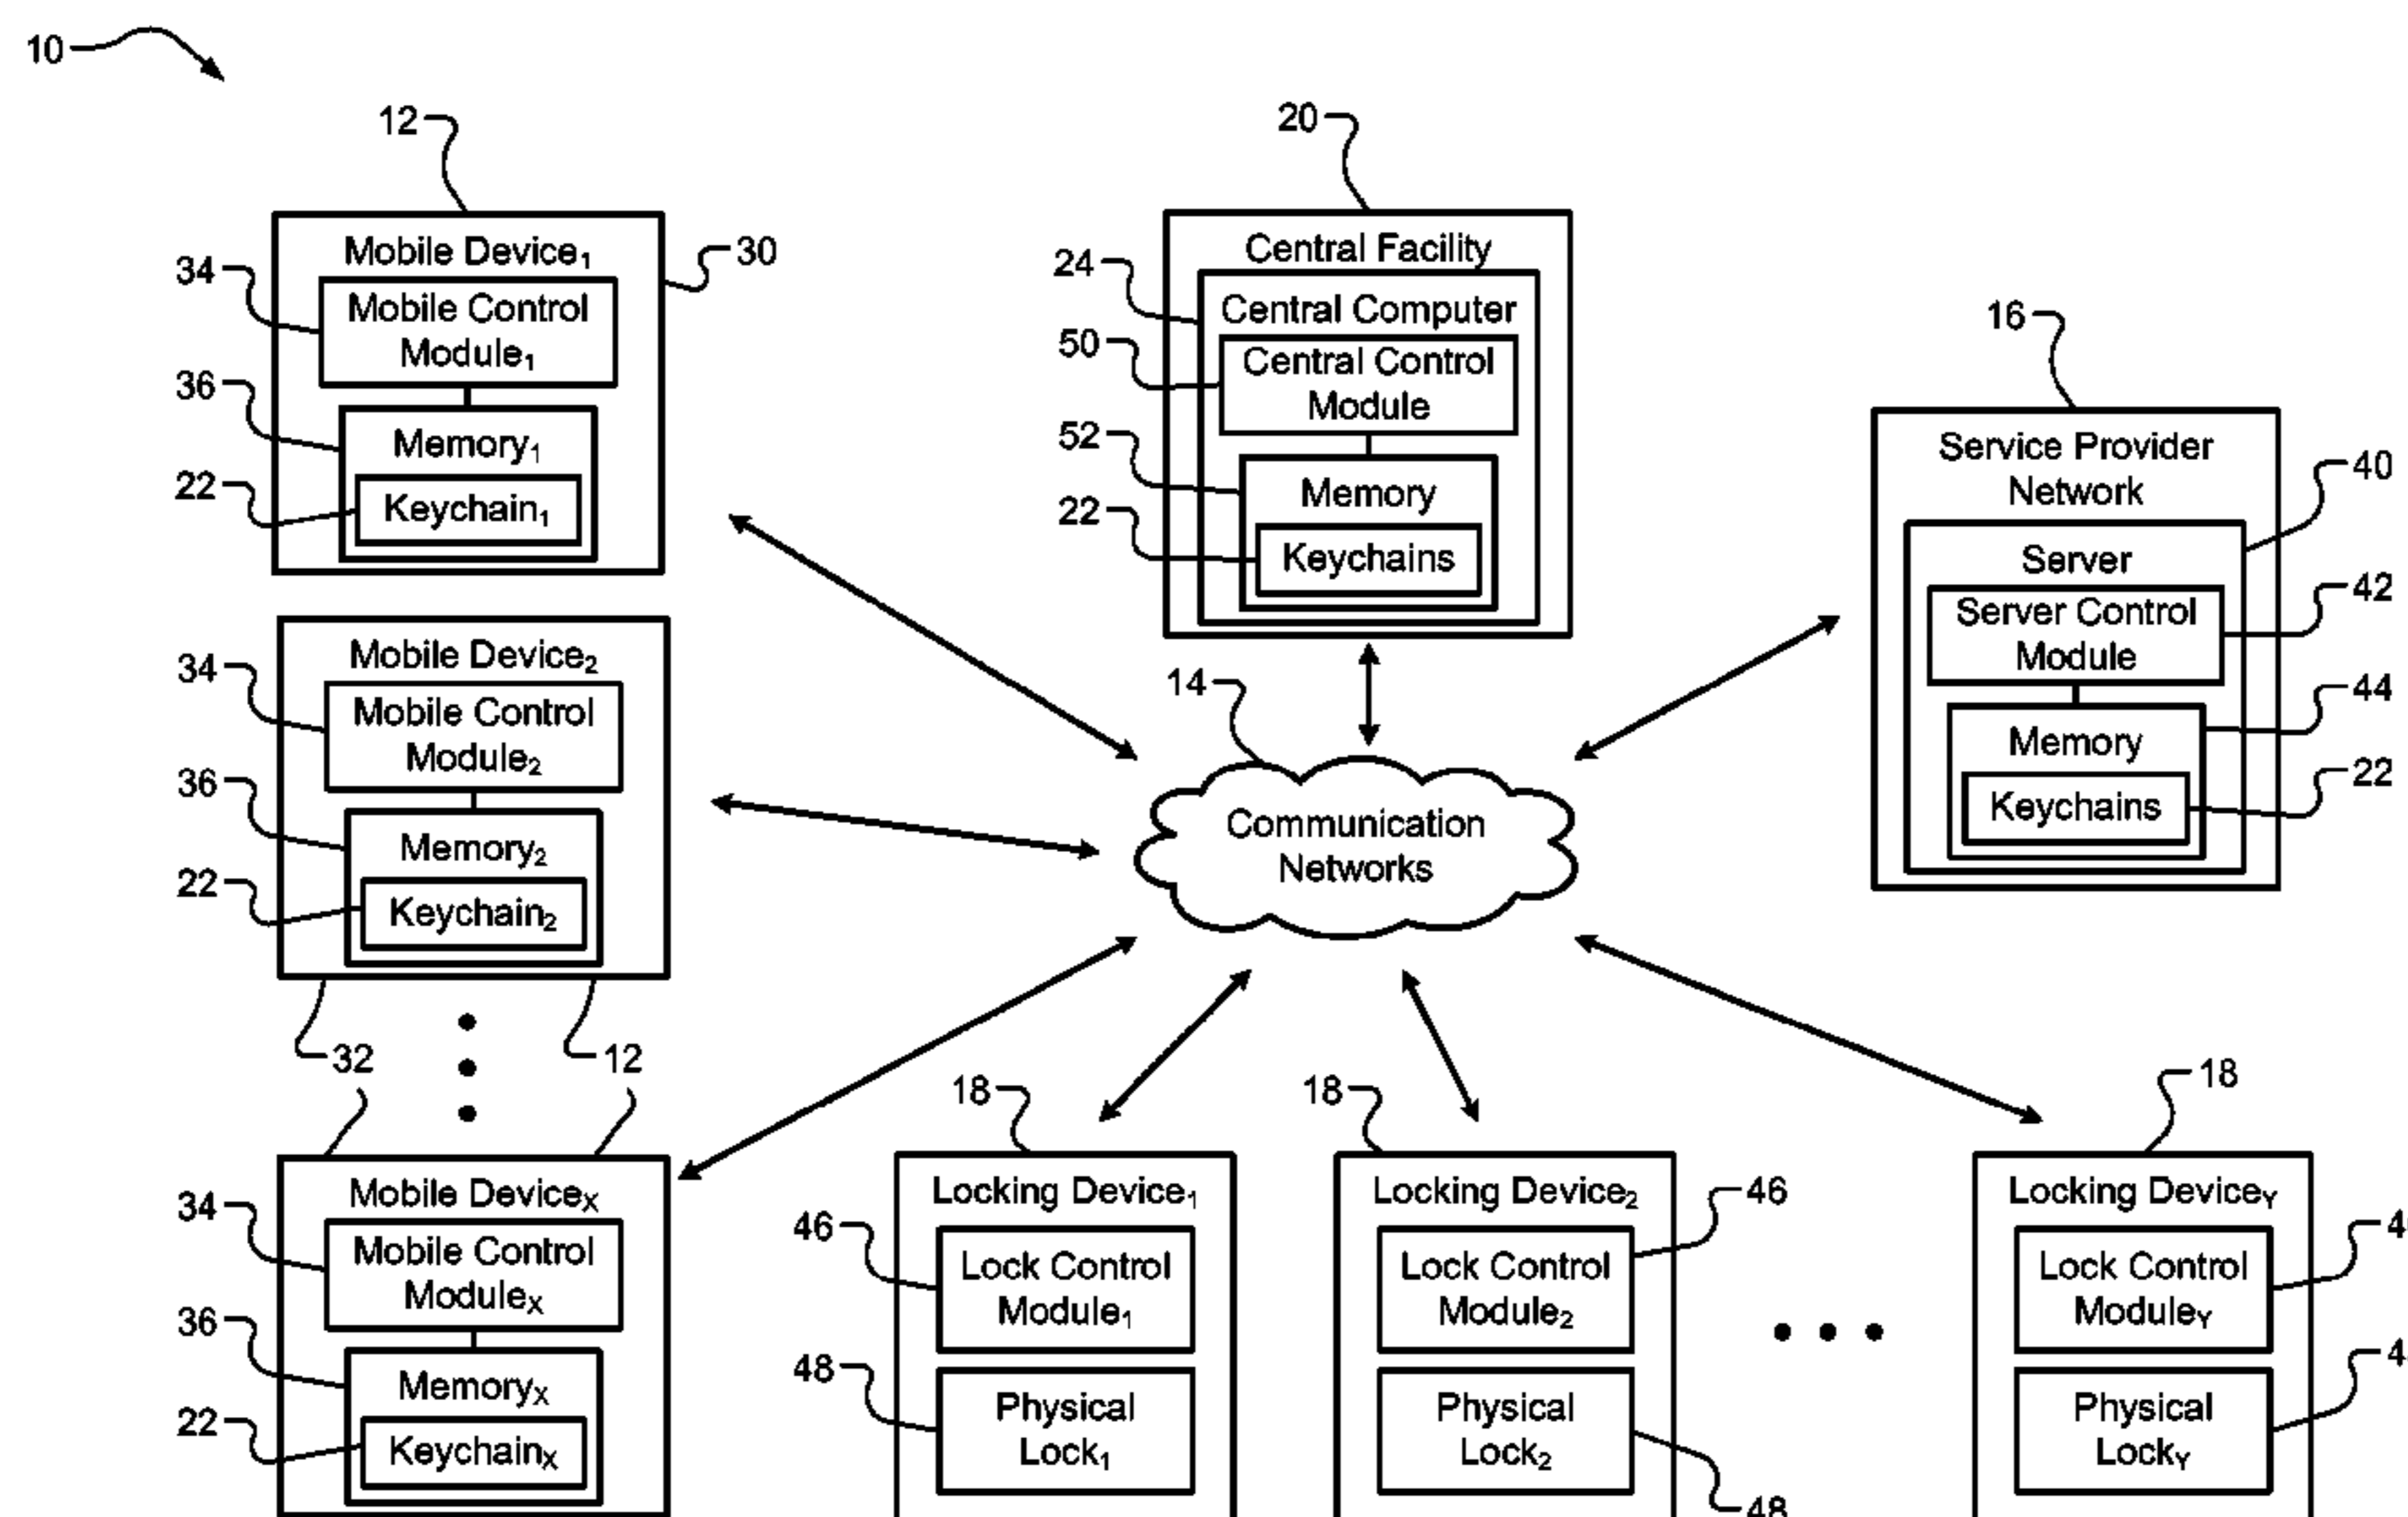 10
12
Mobile Device₁
30
34
Mobile Control
Module₁
36
Memory₁
22
Keychain₁
Mobile Device₂
34
Mobile Control
Module₂
36
Memory₂
22
Keychain₂
32
12
Mobile Deviceₓ
34
Mobile Control
Moduleₓ
36
Memoryₓ
22
Keychainₓ
20
Central Facility
24
Central Computer
50
Central Control
Module
52
Memory
22
Keychains
16
Service Provider
Network
40
Server
42
Server Control
Module
44
Memory
22
Keychains
14
Communication
Networks
18
Locking Device₁
46
Lock Control
Module₁
48
Physical
Lock₁
18
Locking Device₂
46
Lock Control
Module₂
Physical
Lock₂
48
18
Locking DeviceY
4
Lock Control
ModuleY
4
Physical
LockY